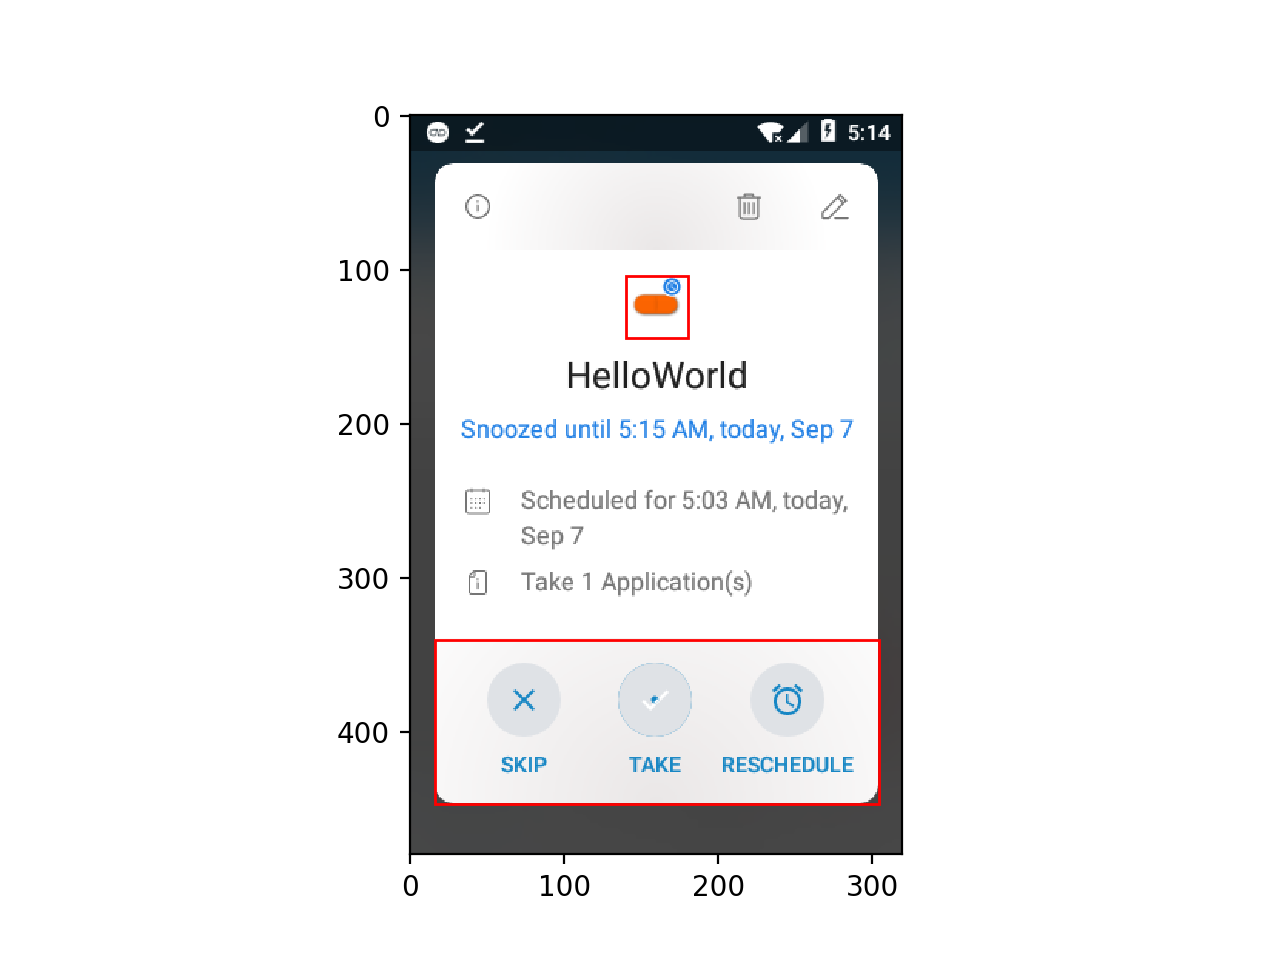 0
100
200
300
400
5:14
HelloWorld
Snoozed until 5:15 AM, today, Sep 7
Scheduled for 5:03 AM, today,
Sep 7
Take 1 Application(s)
SKIP TAKE RESCHEDULE
0 100 200 300